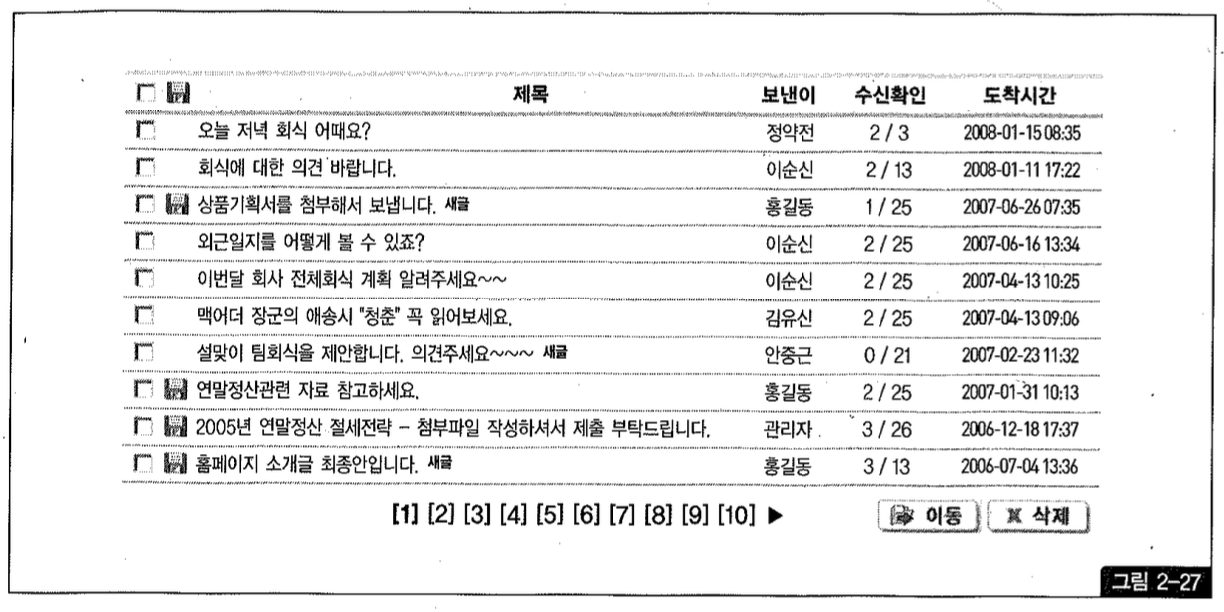 제목 보낸이 수신확인 도착시간
오늘 저녁 회식 어때요? 정약전 2 / 3 2008-01-15 08:35
회식에 대한 의견 바랍니다. 이순신 2 / 13 2008-01-11 17:22
상품기획서를 첨부해서 보냅니다. 새글 홍길동 1 / 25 2007-06-26 07:35
외근일지를 어떻게 볼 수 있죠? 이순신 2 / 25 2007-06-16 13:34
이번달 회사 전체회식 계획 알려주세요~~ 이순신 2 / 25 2007-04-13 10:25
맥어더 장군의 애송시 "청춘" 꼭 읽어보세요. 김유신 2 / 25 2007-04-13 09:06
설맞이 팀회식을 제안합니다. 의견주세요~~~ 새글 안중근 0 / 21 2007-02-23 11:32
연말정산관련 자료 참고하세요. 홍길동 2 / 25 2007-01-31 10:13
2005년 연말정산 절세전략 - 첨부파일 작성하셔서 제출 부탁드립니다. 관리자 3 / 26 2006-12-18 17:37
홈페이지 소개글 최종안입니다. 새글 홍길동 3 / 13 2006-07-04 13:36
[1] [2] [3] [4] [5] [6] [7] [8] [9] [10] ▶ 이동 삭제
그림 2-27